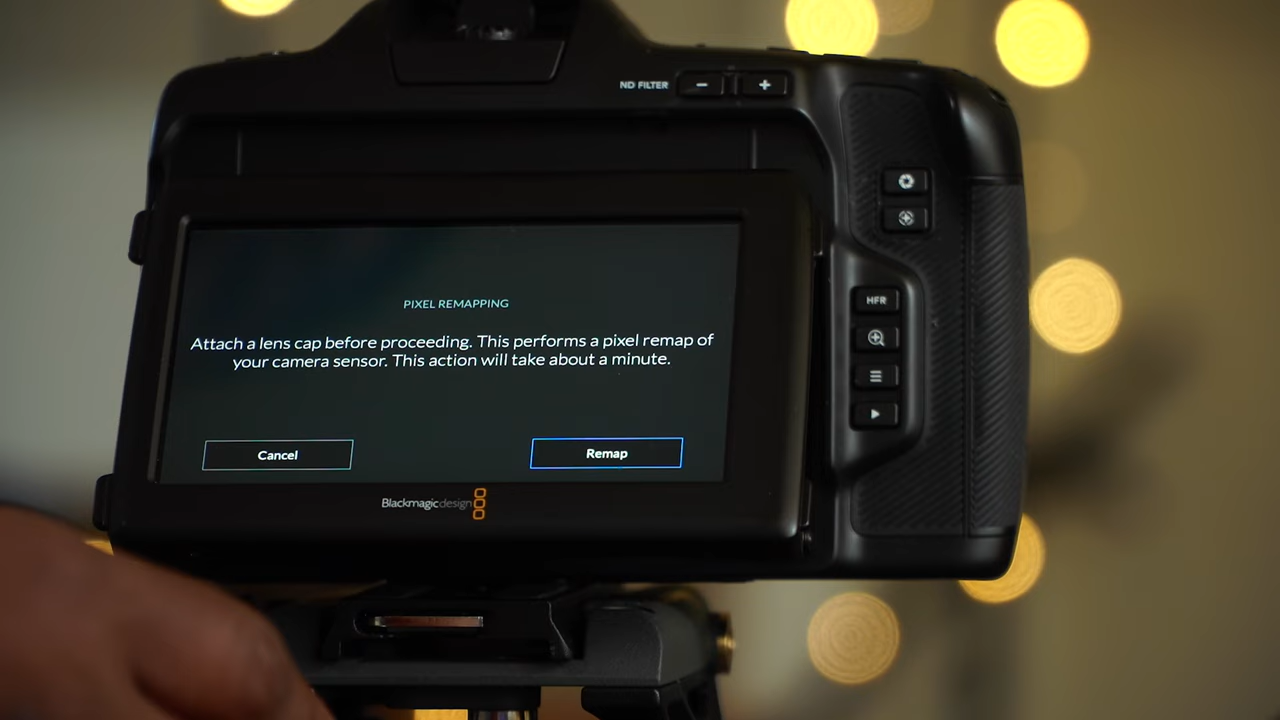 ND FILTER
PIXEL REMAPPING
Attach a lens cap before proceeding. This performs a pixel remap of
your camera sensor. This action will take about a minute.
Cancel
Remap
Blackmagicdesign
HFR